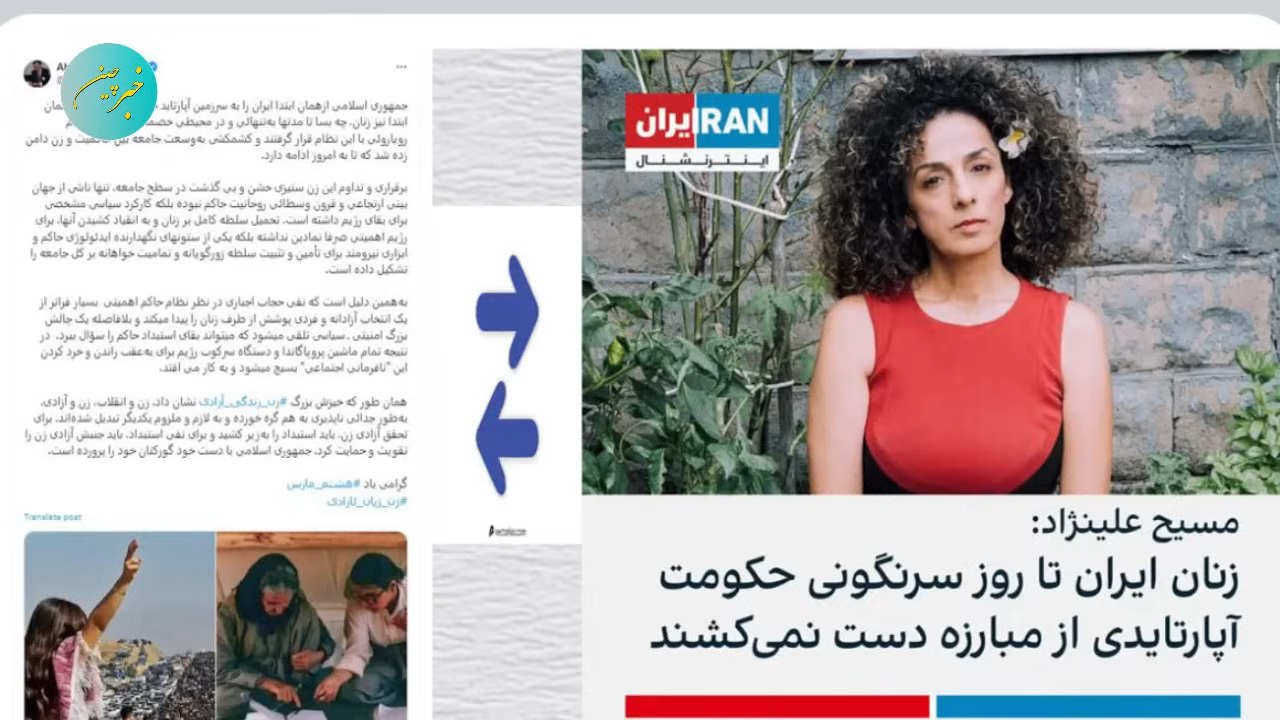 خبرچین
جمهوری اسلامی ازهمان ابتدا ایران را به سرزمین آپارتاید
ابتدا نیز زنان، چه بسا تا مدتها به‌تنهائی و در محیطی
رویاروئی با این نظام قرار گرفتند و کشمکشی به‌وسعت جامعه بین حاکمیت و زن دامن
زده شد که تا به امروز ادامه دارد.
برقراری و تداوم این زن ستیزی خشن و بی گذشت در سطح جامعه، تنها ناشی از جهان
بینی ارتجاعی و قرون وسطائی روحانیت حاکم نبوده بلکه کارکرد سیاسی مشخصی
برای بقای رژیم داشته است. تحمیل سلطه کامل بر زنان و به انقیاد کشیدن آنها، برای
رژیم اهمیتی صرفا نمادین نداشته بلکه یکی از ستونهای نگهدارنده ایدئولوژی حاکم و
ابزاری نیرومند برای تأمین و تثبیت سلطه زورگویانه و تمامیت خواهانه بر کل جامعه را
تشکیل داده است.
به‌همین دلیل است که نفی حجاب اجباری در نظر نظام حاکم اهمیتی بسیار فراتر از
یک انتخاب آزادانه و فردی پوشش از طرف زنان را پیدا میکند و بلافاصله یک چالش
بزرگ امنیتی ـ سیاسی تلقی میشود که میتواند بقای استبداد حاکم را سؤال ببرد. در
نتیجه تمام ماشین پروپاگاندا و دستگاه سرکوب رژیم برای به‌عقب راندن و خرد کردن
این "نافرمانی اجتماعی" بسیج میشود و به کار می افتد.
همان طور که خیزش بزرگ #زن_زندگی_آزادی نشان داد، زن و انقلاب، زن و آزادی،
به‌طور جدائی ناپذیری به هم گره خورده و به لازم و ملزوم یکدیگر تبدیل شده‌اند. برای
تحقق آزادی زن، باید استبداد را به‌زیر کشید و برای نفی استبداد، باید جنبش آزادی زن را
تقویت و حمایت کرد. جمهوری اسلامی با دست خود گورکنان خود را پرورده است.
گرامی باد #هشتم_مارس
#ژن_ژیان_ئازادی
Translate post
ایران IRAN
اینترنشنال
مسیح علینژاد:
زنان ایران تا روز سرنگونی حکومت
آپارتایدی از مبارزه دست نمی‌کشند